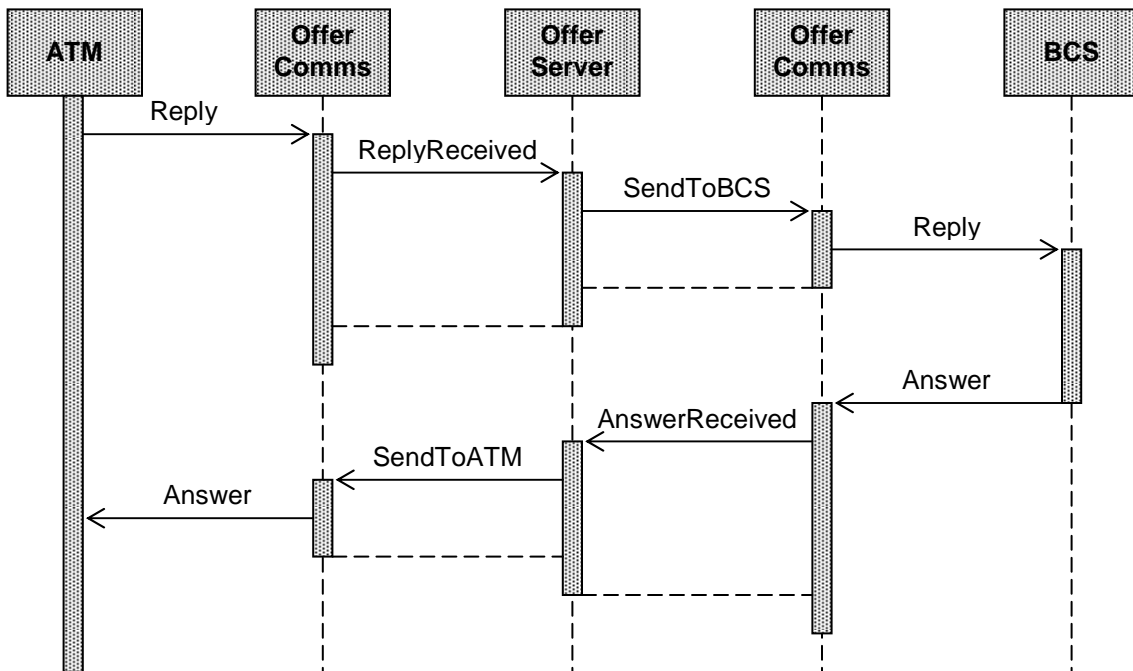 ATM
Offer
Comms
Offer
Server
Offer
Comms
BCS
Reply
ReplyReceived
SendToBCS
Reply
Answer
AnswerReceived
SendToATM
Answer